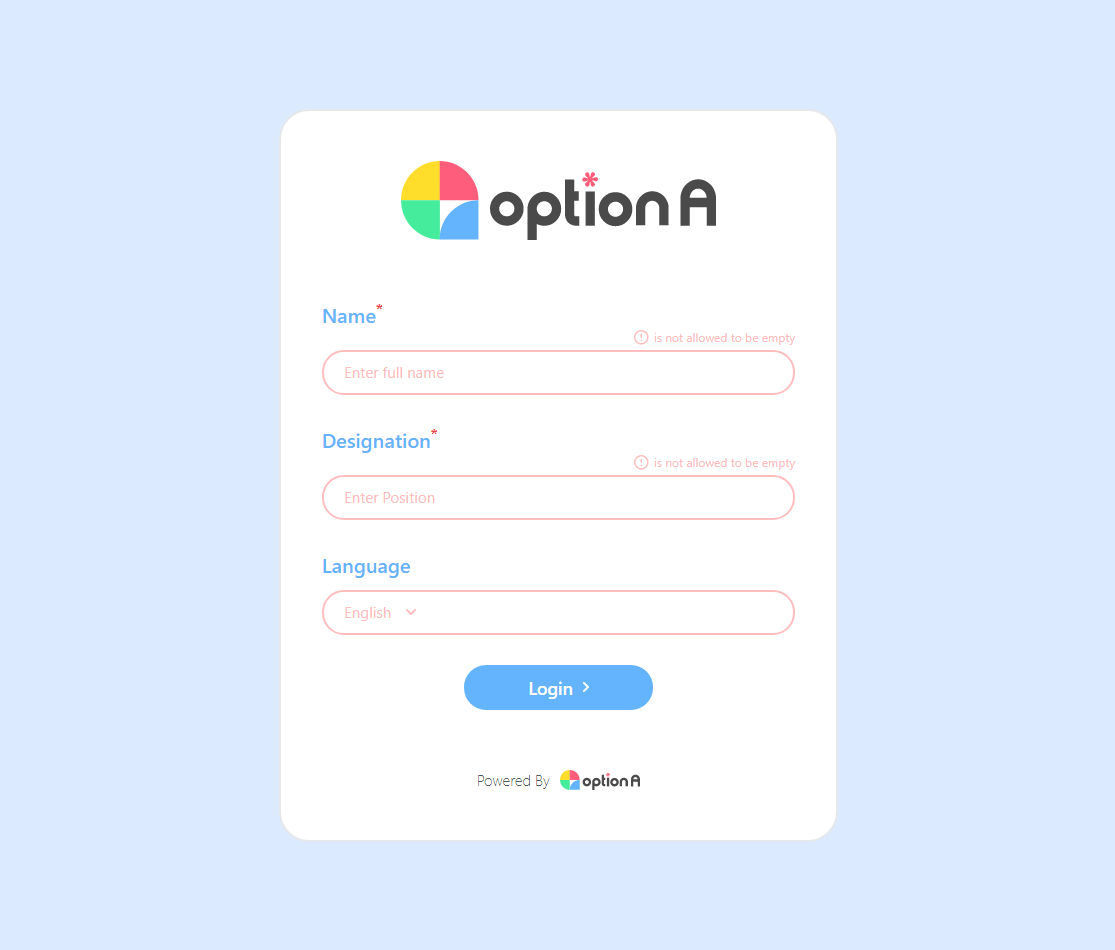 option A
Name*
is not allowed to be empty
Enter full name
Designation*
is not allowed to be empty
Enter Position
Language
English
Login
Powered By option A